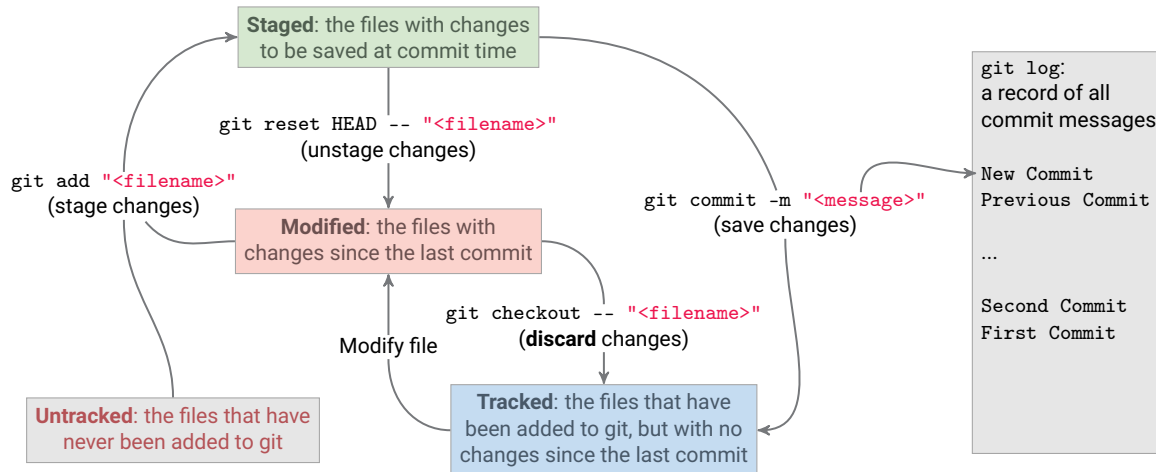 Staged: the files with changes
to be saved at commit time
git log:
a record of all
commit messages
git reset HEAD -- "<filename>"
(unstage changes)
git add "<filename>"
(stage changes)
New Commit
Previous Commit
git commit -m "<message>"
(save changes)
Modified: the files with
changes since the last commit
...
git checkout -- "<filename>"
(discard changes)
Second Commit
First Commit
Modify file
Untracked: the files that have
never been added to git
Tracked: the files that have
been added to git, but with no
changes since the last commit